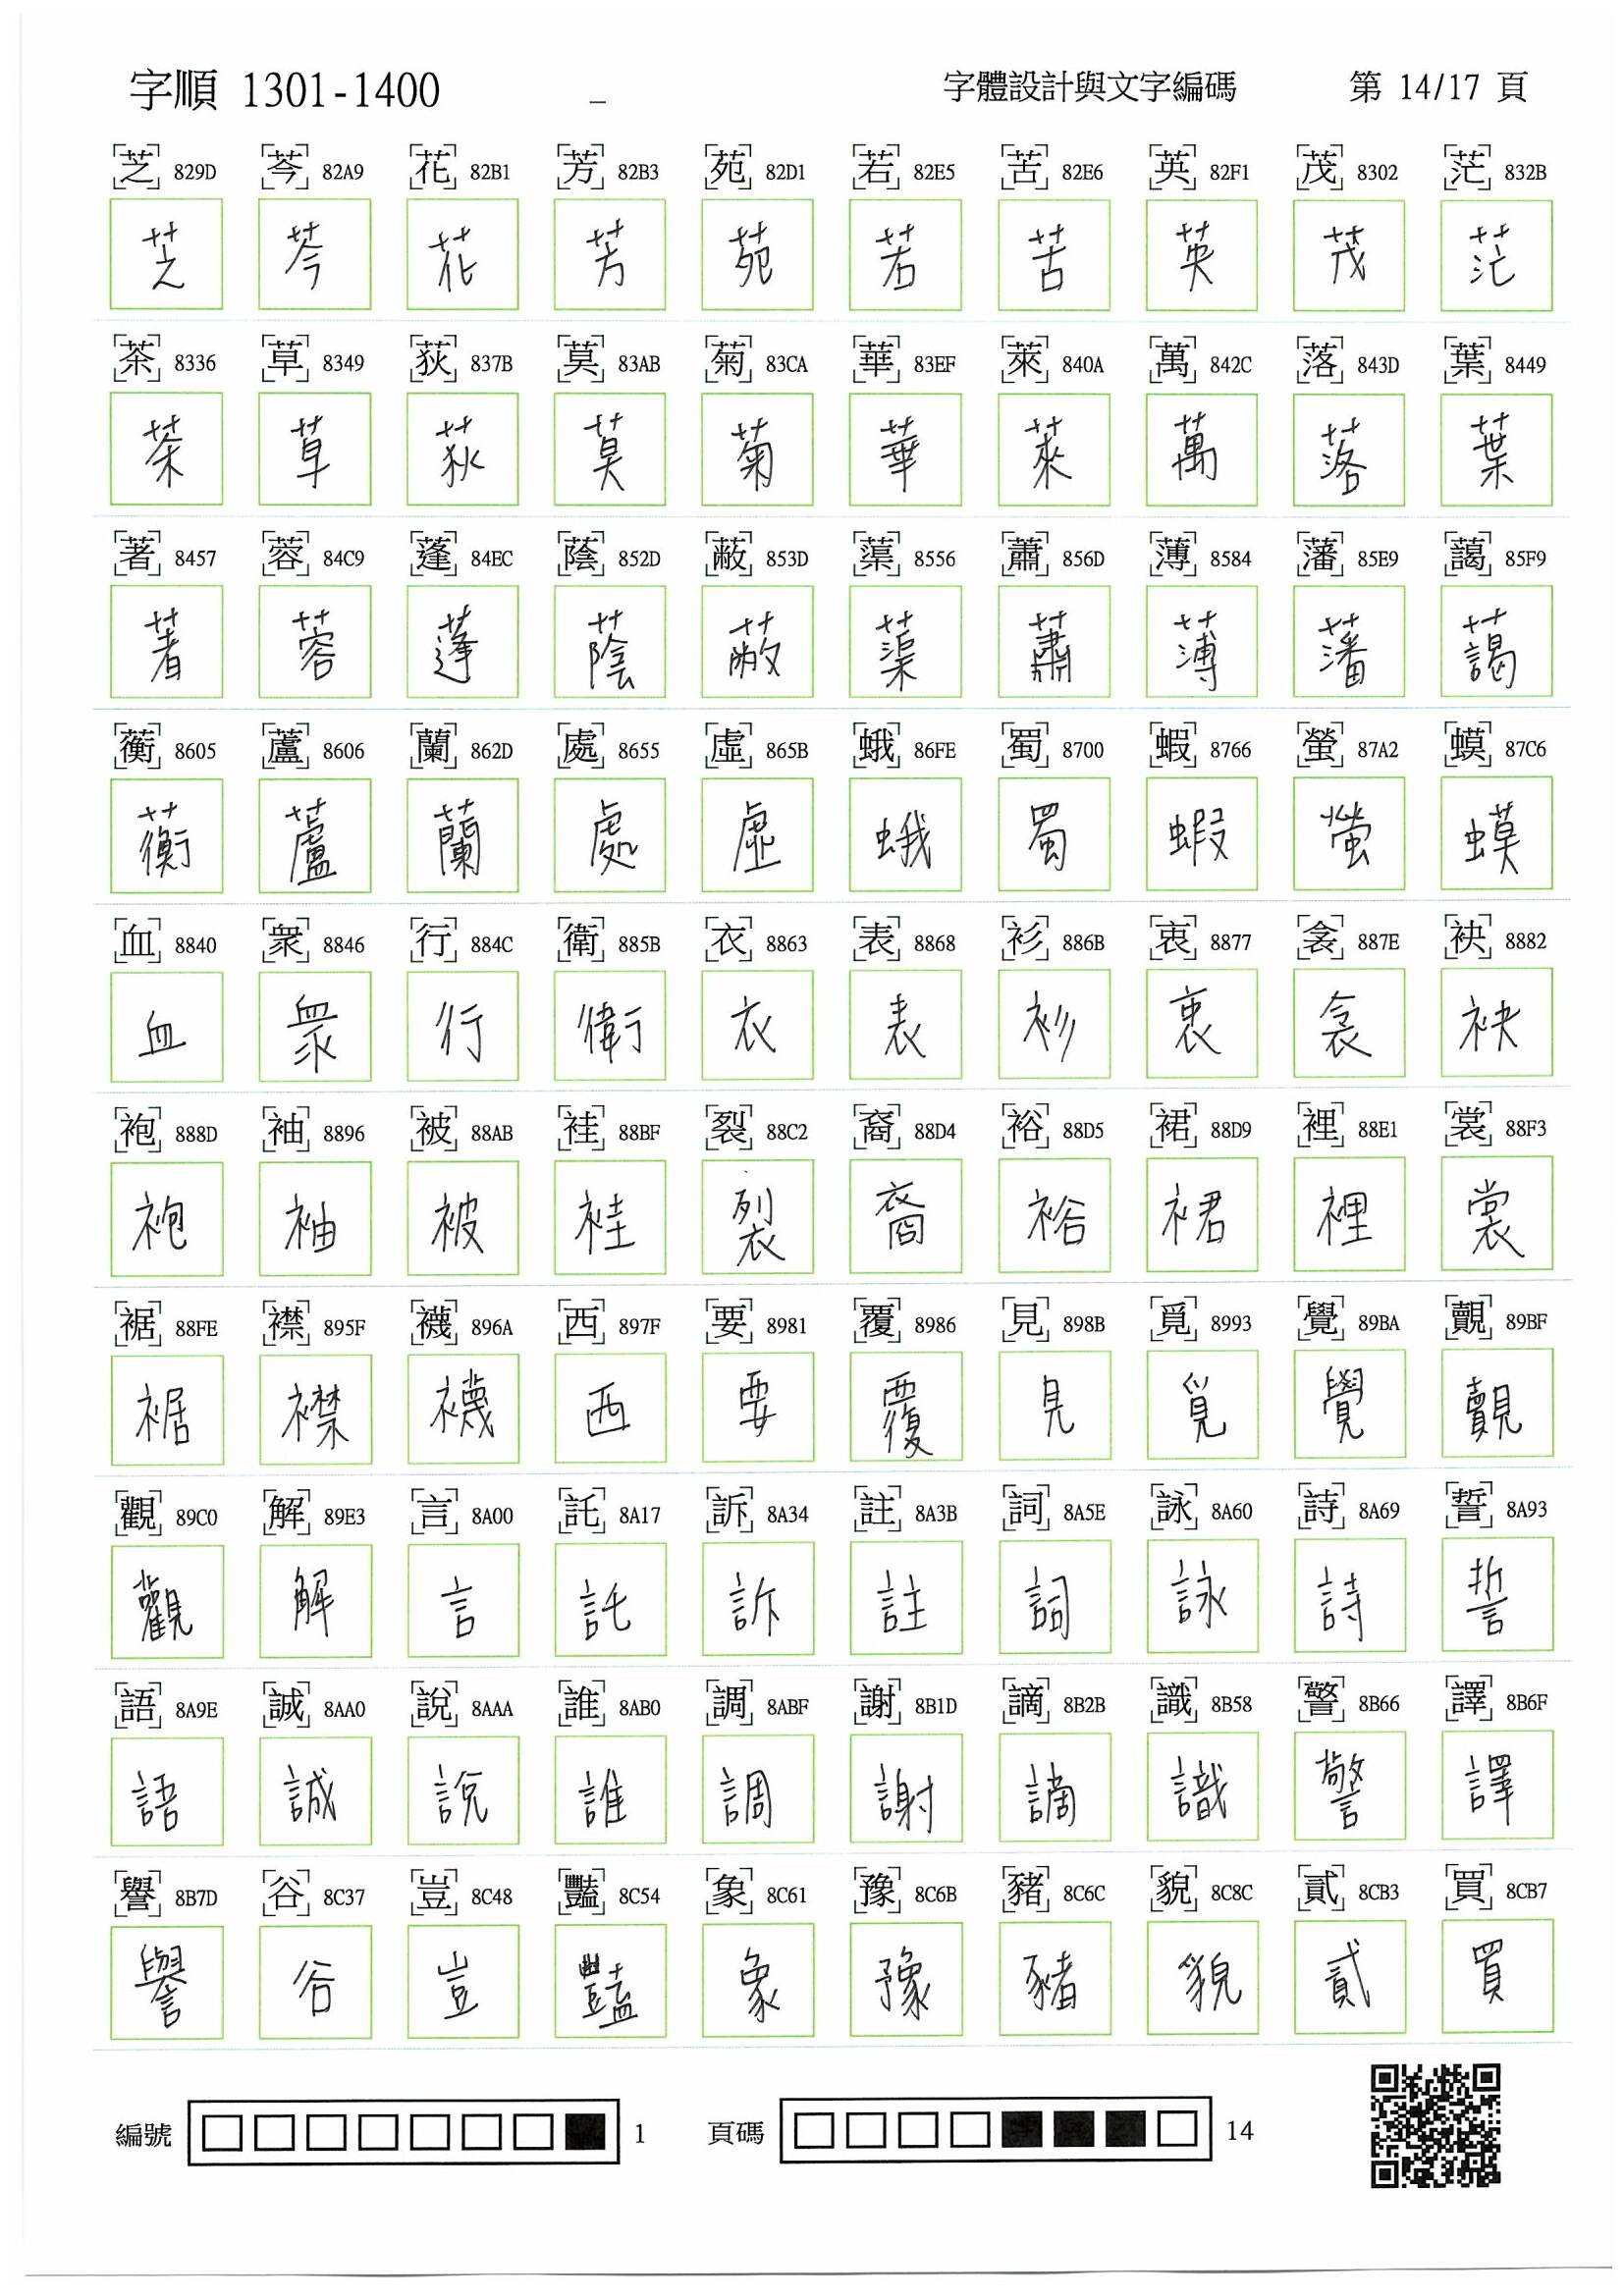 字順 1301-1400 _ 字體設計與文字編碼 第 14/17 頁
芝 829D 芩 82A9 花 82B1 芳 82B3 苑 82D1 若 82E5 苦 82E6 英 82F1 茂 8302 茫 832B
芝 芩 花 芳 苑 若 苦 英 茂 茫
茶 8336 草 8349 荻 837B 莫 83AB 菊 83CA 華 83EF 萊 840A 萬 842C 落 843D 葉 8449
茶 草 荻 莫 菊 華 萊 萬 落 葉
著 8457 蓉 84C9 蓬 84EC 蔭 852D 蔽 853D 蕖 8556 蕭 856D 薄 8584 藩 85E9 藹 85F9
著 蓉 蓬 蔭 蔽 蕖 蕭 薄 藩 藹
蘅 8605 蘆 8606 蘭 862D 處 8655 虛 865B 蛾 86FE 蜀 8700 蝦 8766 螢 87A2 蟆 87C6
蘅 蘆 蘭 處 虛 蛾 蜀 蝦 螢 蟆
血 8840 衆 8846 行 884C 衛 885B 衣 8863 表 8868 衫 886B 衷 8877 衾 887E 袂 8882
血 衆 行 衛 衣 表 衫 衷 衾 袂
袍 888D 袖 8896 被 88AB 袿 88BF 裂 88C2 裔 88D4 裕 88D5 裙 88D9 裡 88E1 裳 88F3
袍 袖 被 袿 裂 裔 裕 裙 裡 裳
裾 88FE 襟 895F 襪 896A 西 897F 要 8981 覆 8986 見 898B 覓 8993 覺 89BA 覿 89BF
裾 襟 襪 西 要 覆 見 覓 覺 覿
觀 89C0 解 89E3 言 8A00 託 8A17 訴 8A34 註 8A3B 詞 8A5E 詠 8A60 詩 8A69 誓 8A93
觀 解 言 託 訴 註 詞 詠 詩 誓
語 8A9E 誠 8AA0 說 8AAA 誰 8AB0 調 8ABF 謝 8B1D 謫 8B2B 識 8B58 警 8B66 譯 8B6F
語 誠 說 誰 調 謝 謫 識 警 譯
譽 8B7D 谷 8C37 豈 8C48 豔 8C54 象 8C61 豫 8C6B 豬 8C6C 貌 8C8C 貳 8CB3 買 8CB7
譽 谷 豈 豔 象 豫 豬 貌 貳 買
編號 1 頁碼 14